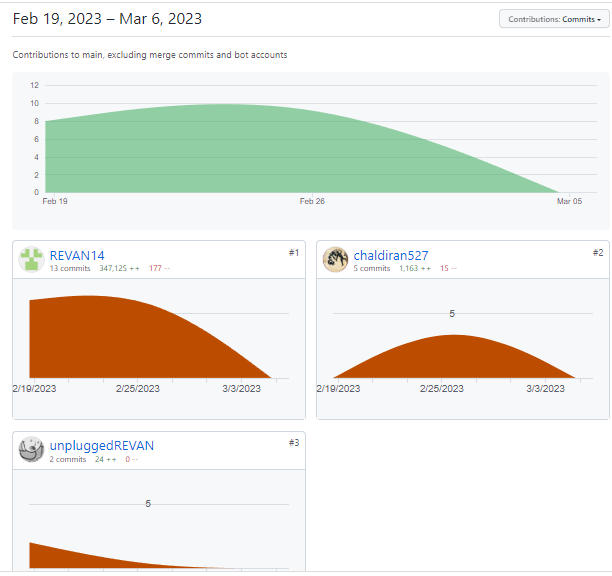 Feb 19, 2023 – Mar 6, 2023
Contributions: Commits
Contributions to main, excluding merge commits and bot accounts
12
10
8
6
4
2
0
Feb 19 Feb 26 Mar 05
REVAN14 #1
13 commits 347,125 ++ 177 --
2/19/2023 2/25/2023 3/3/2023
chaldiran527 #2
5 commits 1,163 ++ 15 --
5
2/19/2023 2/25/2023 3/3/2023
unpluggedREVAN #3
2 commits 24 ++ 0 --
5